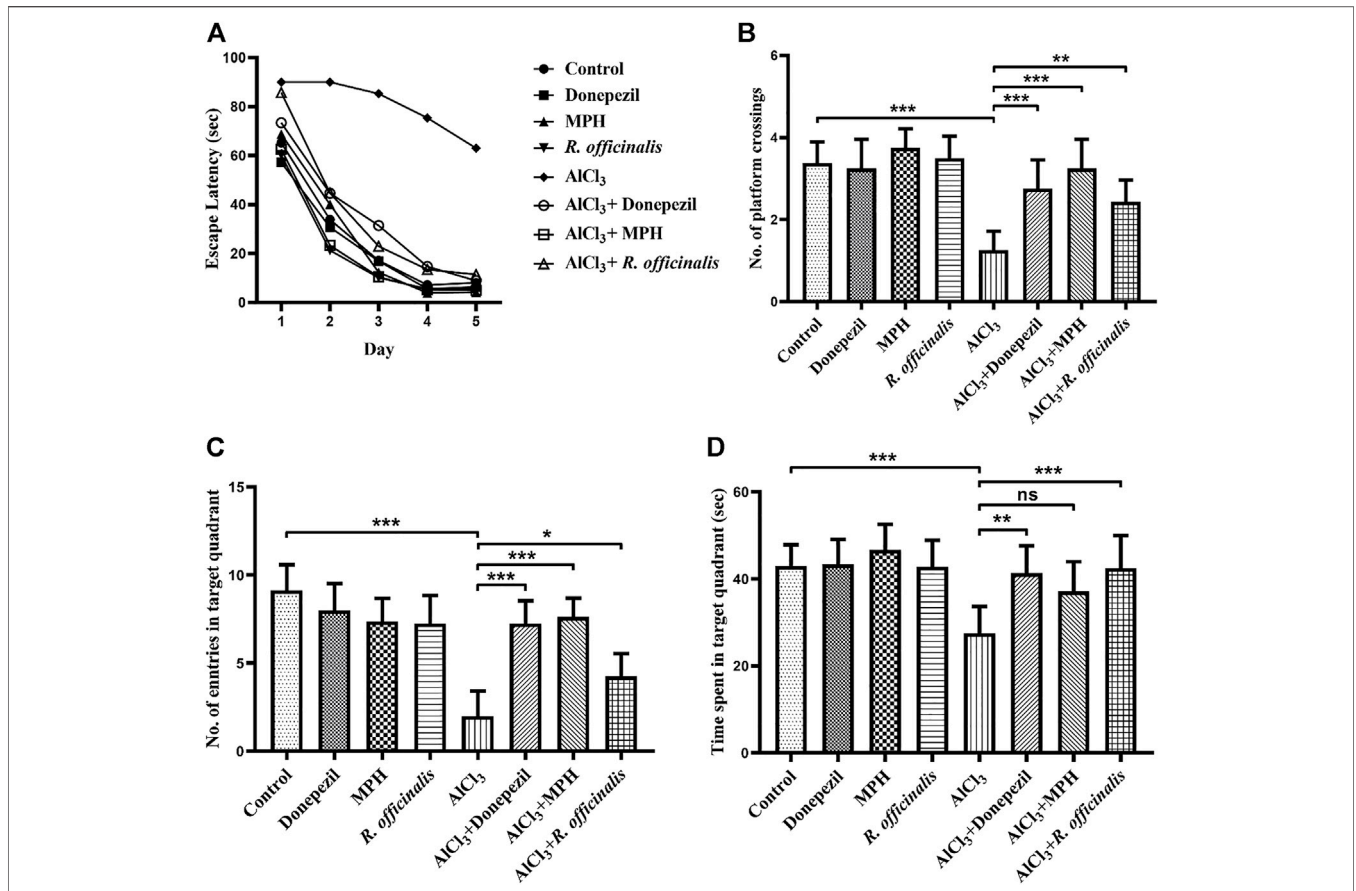 A
Escape Latency (sec)
100
80
60
40
20
0
1 2 3 4 5
Day
Control
Donepezil
MPH
R. officinalis
AlCl₃
AlCl₃+ Donepezil
AlCl₃+ MPH
AlCl₃+ R. officinalis
B
No. of platform crossings
6
4
2
0
**
***
***
***
Control
Donepezil
MPH
R. officinalis
AlCl₃
AlCl₃+Donepezil
AlCl₃+MPH
AlCl₃+R. officinalis
C
No. of enntries in target quadrant
15
10
5
0
***
*
***
***
Control
Donepezil
MPH
R. officinalis
AlCl₃
AlCl₃+Donepezil
AlCl₃+MPH
AlCl₃+R. officinalis
D
Time spent in target quadrant (sec)
60
40
20
0
***
***
ns
**
Control
Donepezil
MPH
R. officinalis
AlCl₃
AlCl₃+Donepezil
AlCl₃+MPH
AlCl₃+R. officinalis